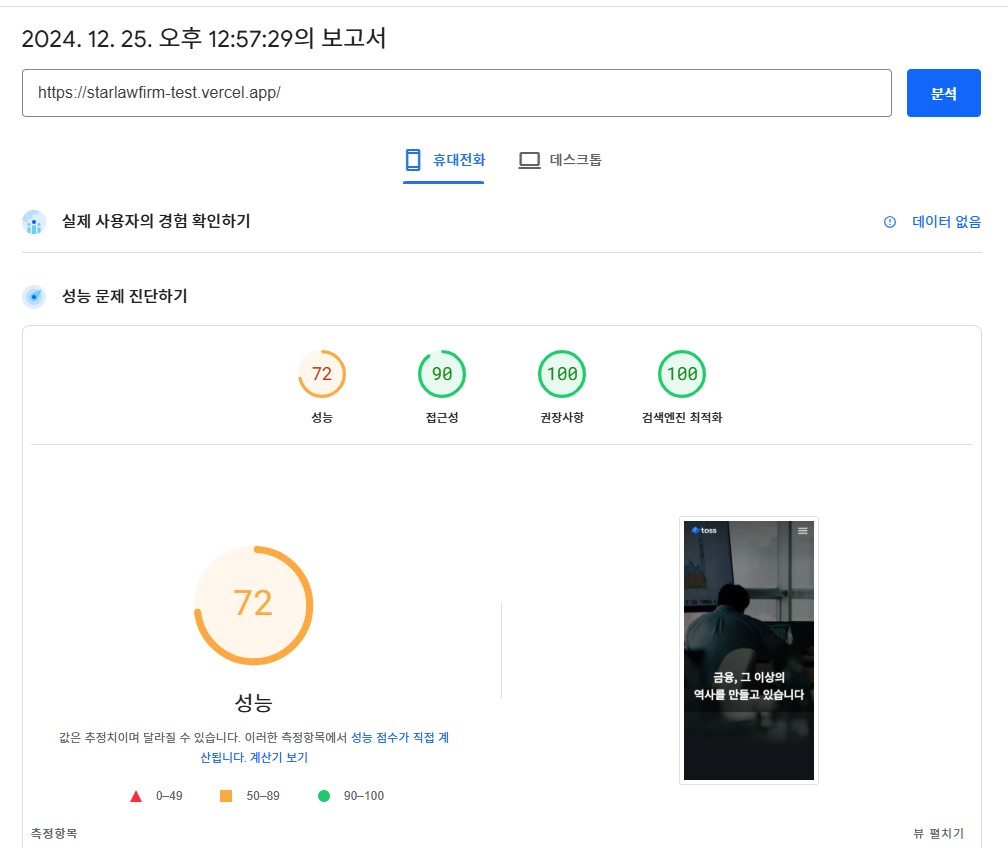 2024. 12. 25. 오후 12:57:29의 보고서
https://starlawfirm-test.vercel.app/
분석
휴대전화
데스크톱
실제 사용자의 경험 확인하기
데이터 없음
성능 문제 진단하기
72
90
100
100
성능
접근성
권장사항
검색엔진 최적화
72
성능
값은 추정치이며 달라질 수 있습니다. 이러한 측정항목에서 성능 점수가 직접 계
산됩니다. 계산기 보기
0–49
50–89
90–100
toss
금융, 그 이상의
역사를 만들고 있습니다
측정항목
뷰 펼치기